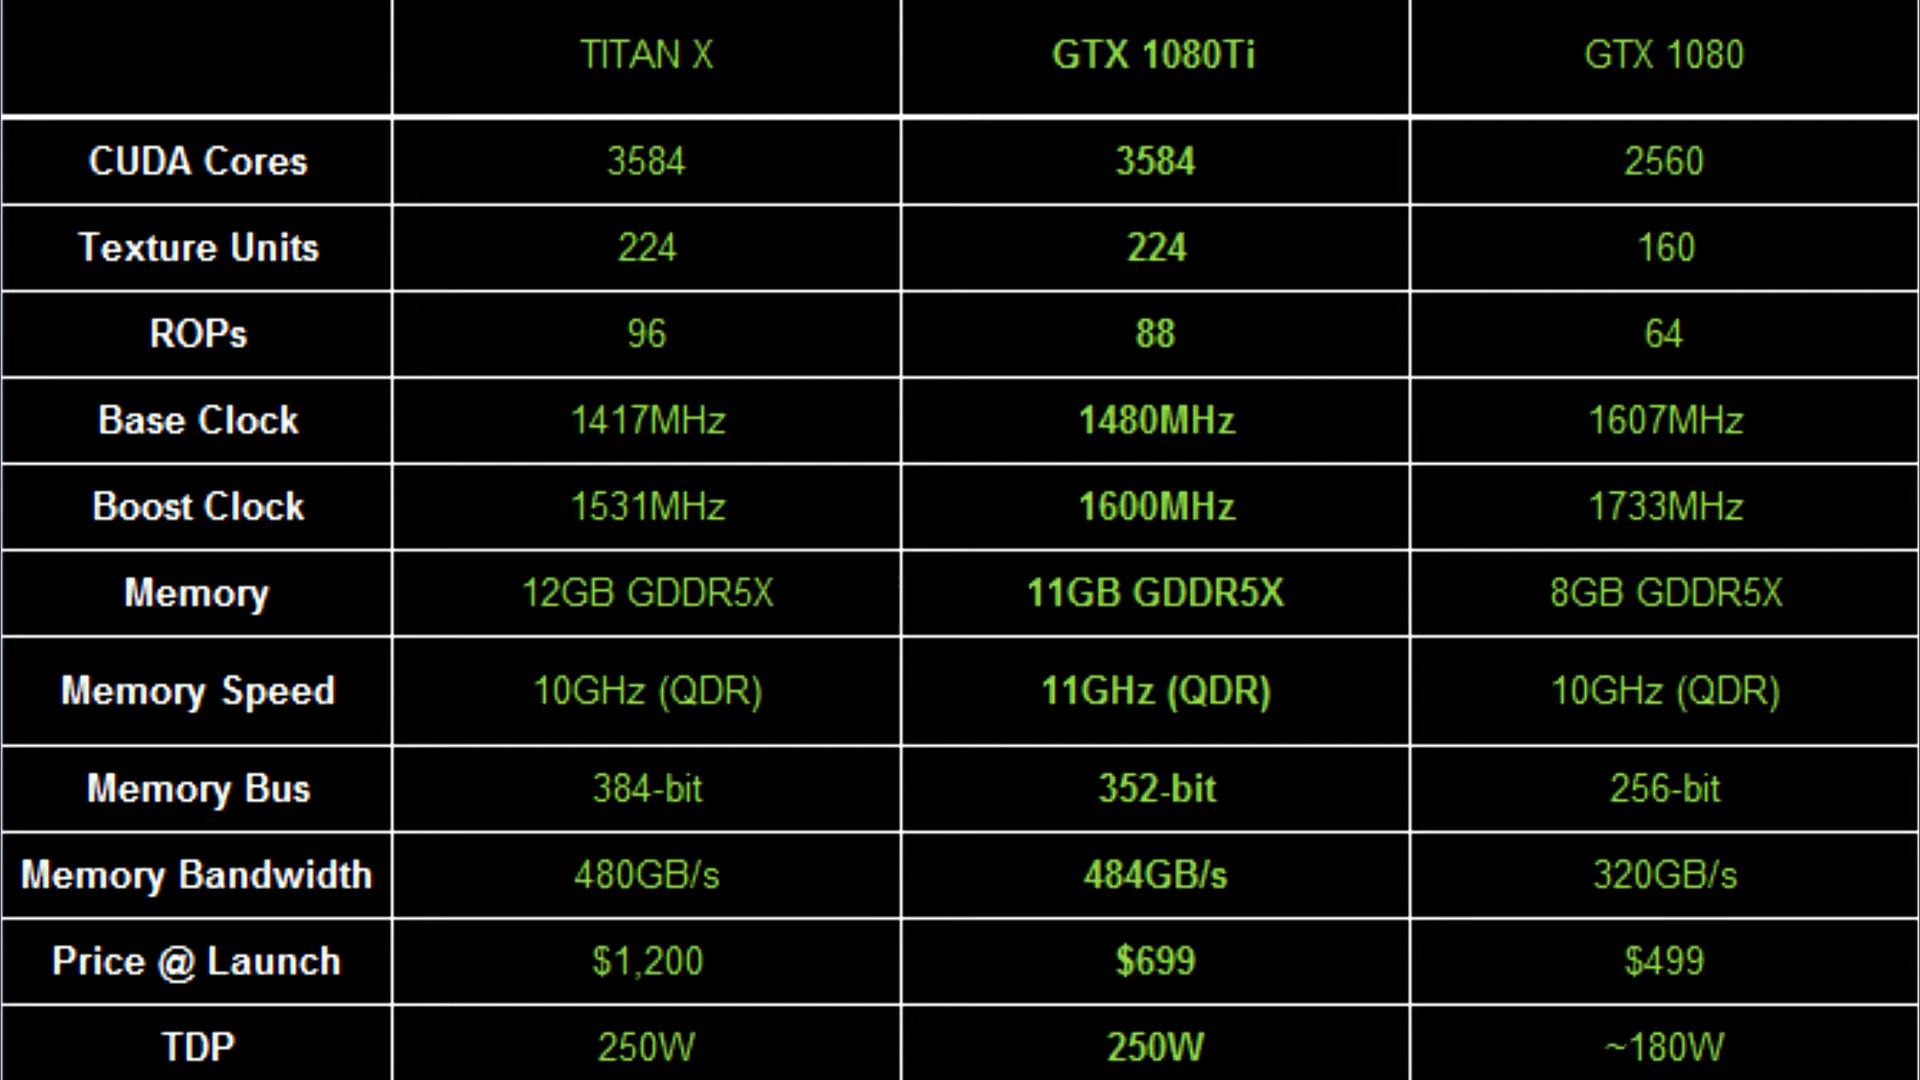 TITAN X GTX 1080Ti GTX 1080
CUDA Cores 3584 3584 2560
Texture Units 224 224 160
ROPs 96 88 64
Base Clock 1417MHz 1480MHz 1607MHz
Boost Clock 1531MHz 1600MHz 1733MHz
Memory 12GB GDDR5X 11GB GDDR5X 8GB GDDR5X
Memory Speed 10GHz (QDR) 11GHz (QDR) 10GHz (QDR)
Memory Bus 384-bit 352-bit 256-bit
Memory Bandwidth 480GB/s 484GB/s 320GB/s
Price @ Launch $1,200 $699 $499
TDP 250W 250W ~180W